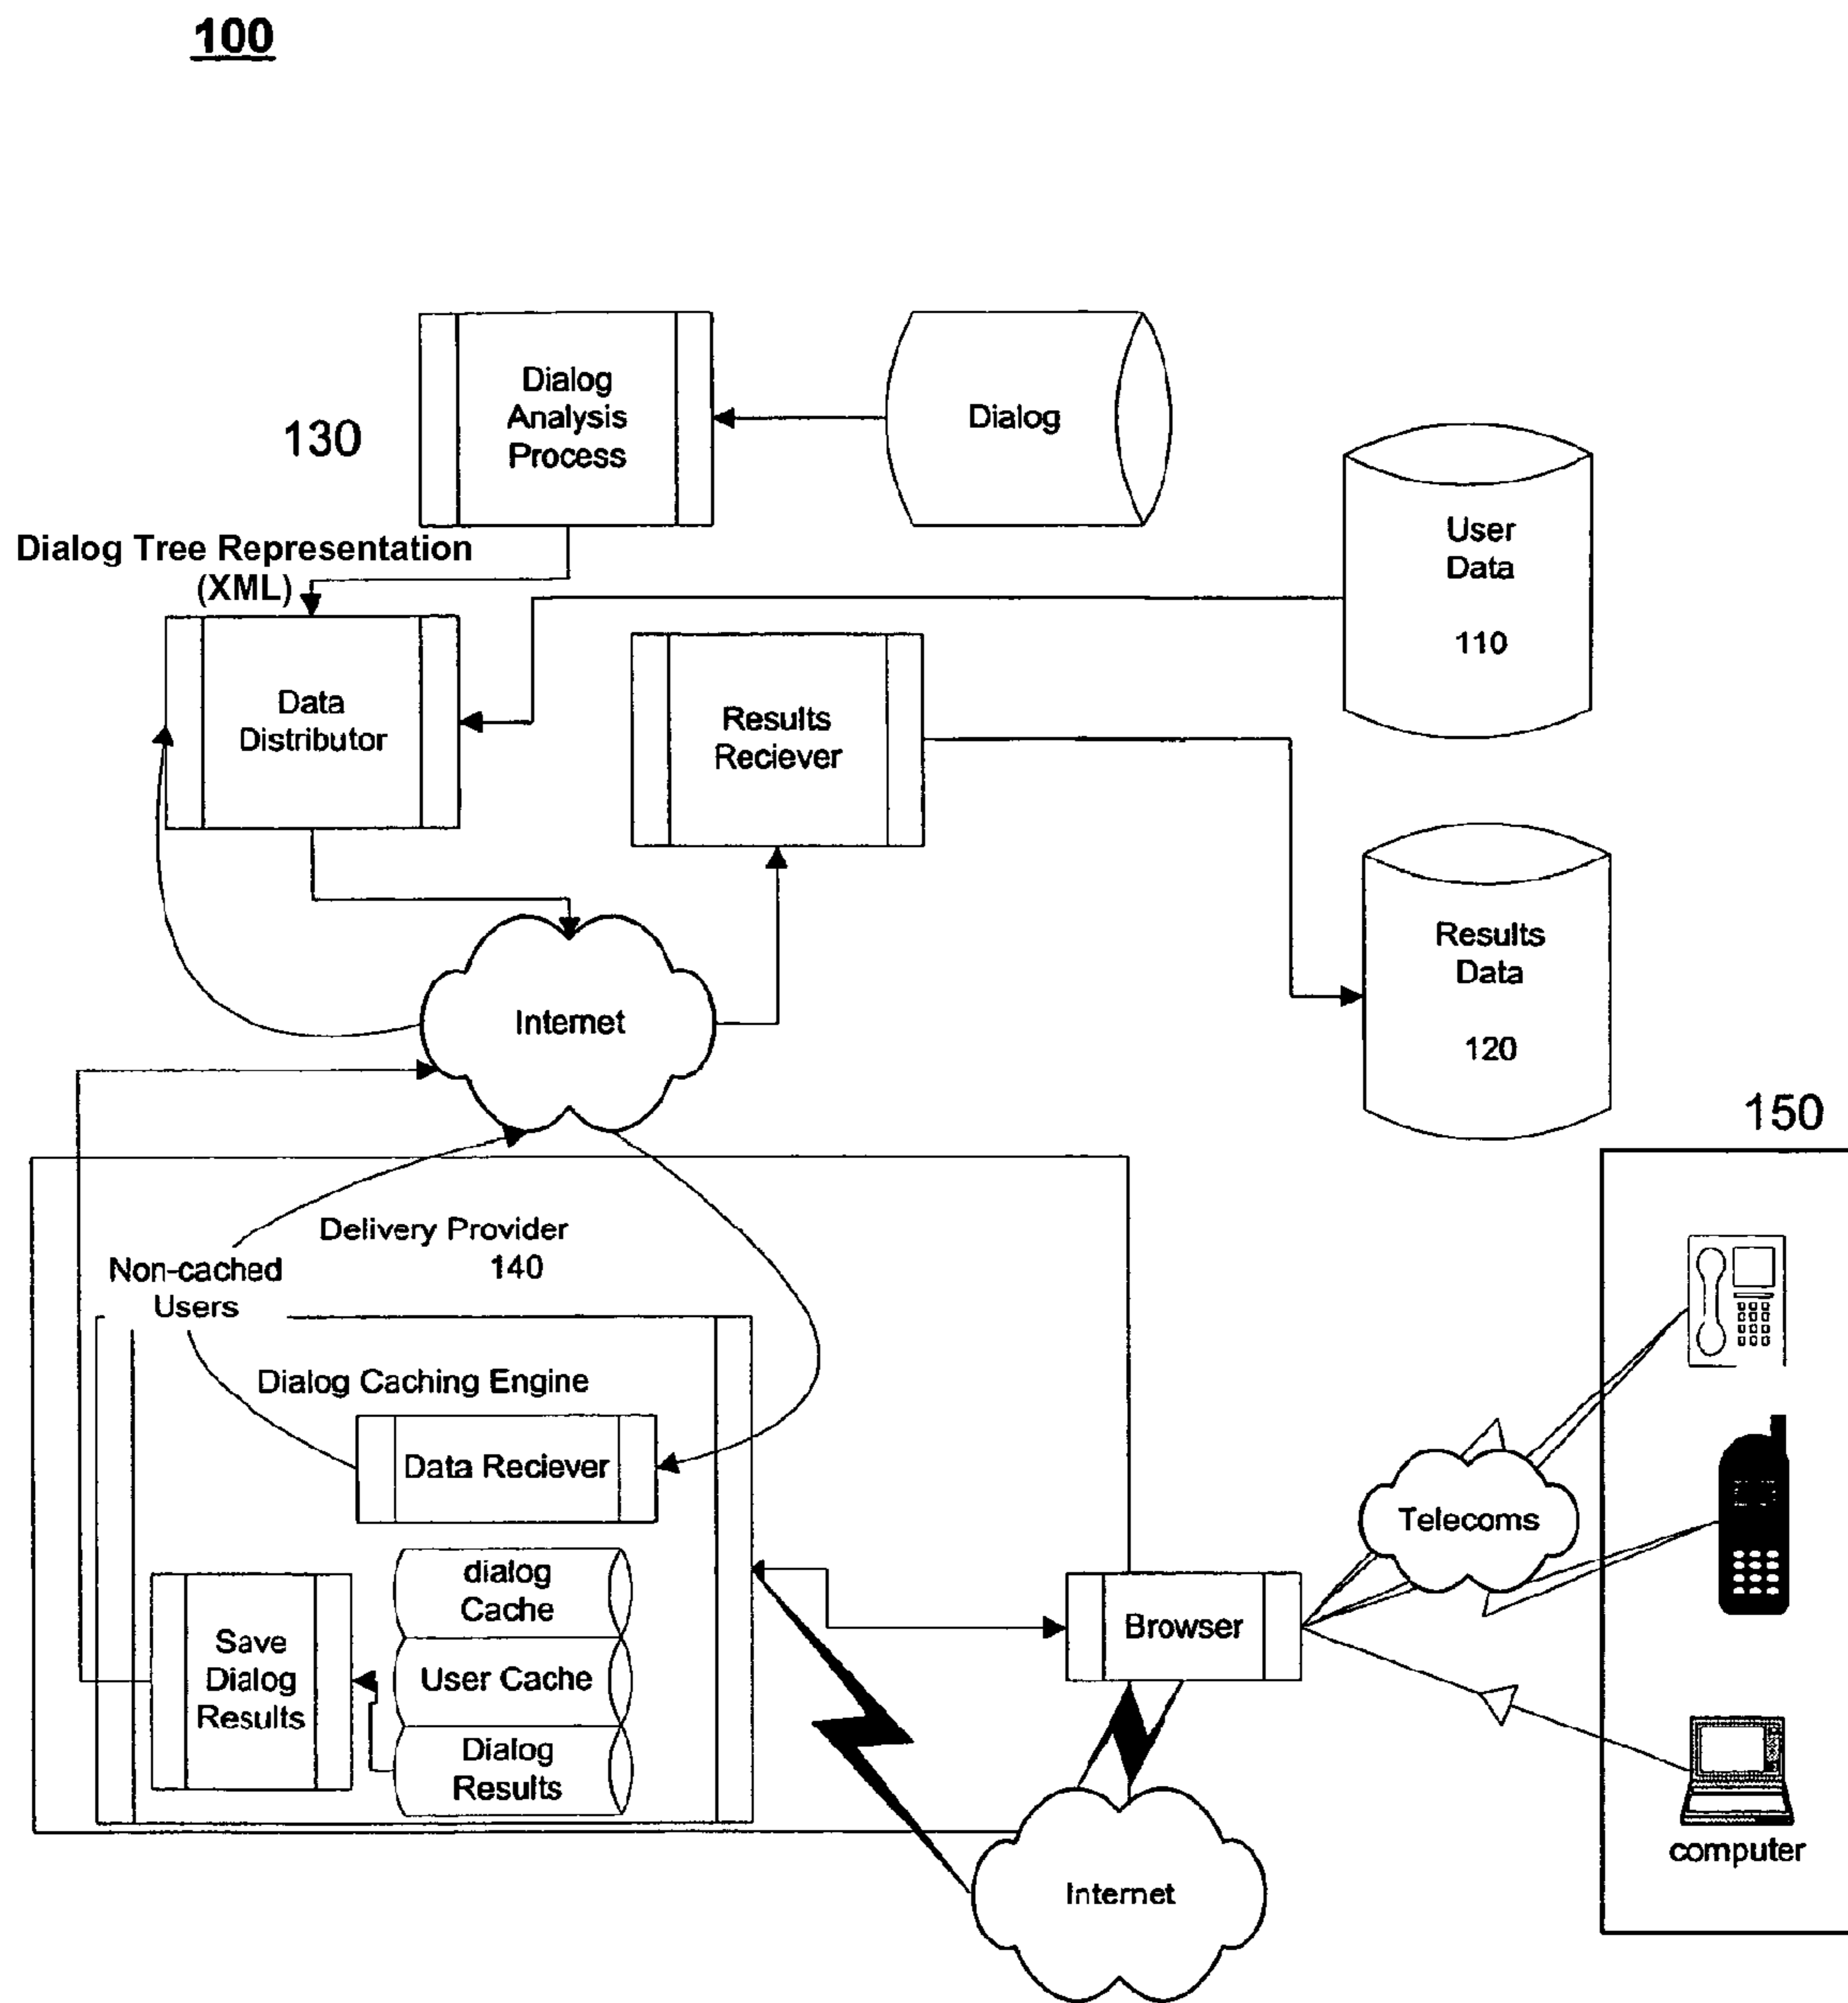 100
Dialog
Analysis
Process
Dialog
130
User
Data
110
Dialog Tree Representation
(XML)
Data
Distributor
Results
Reciever
Results
Data
120
Internet
150
Delivery Provider
140
Non-cached
Users
Dialog Caching Engine
Data Reciever
Telecoms
dialog
Cache
Browser
Save
Dialog
Results
User Cache
Dialog
Results
computer
Internet